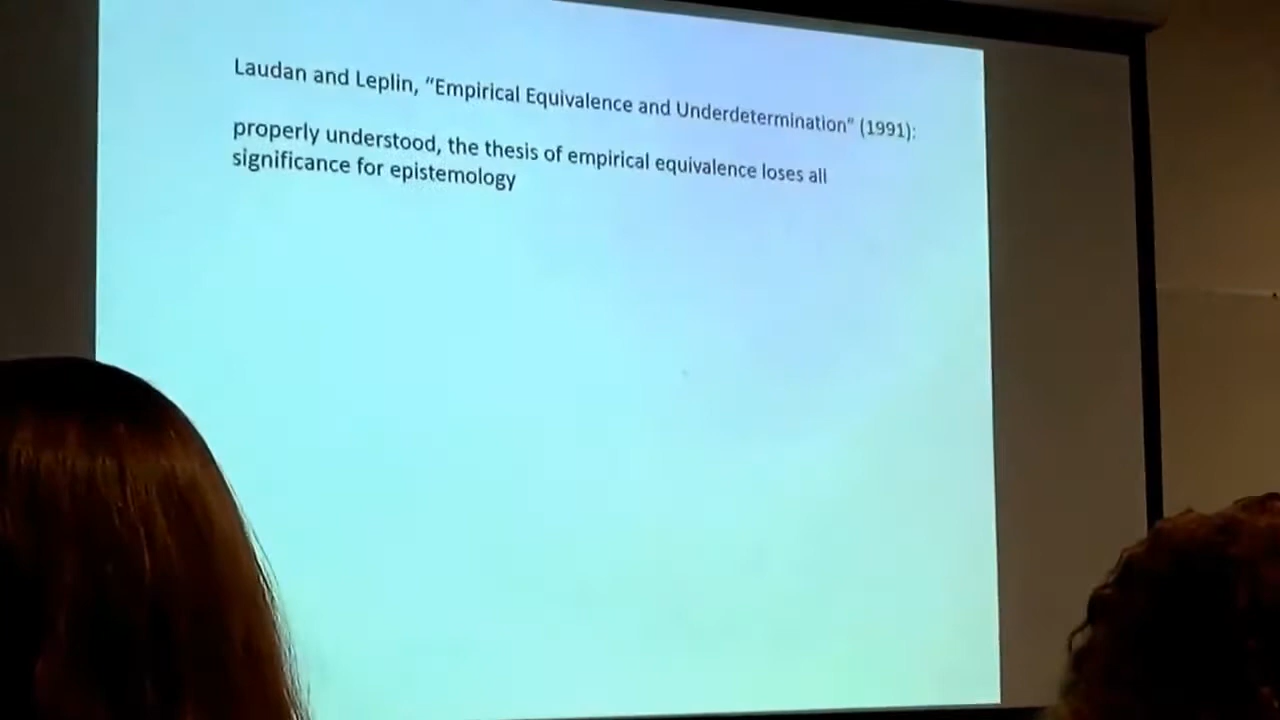 Laudan and Leplin, “Empirical Equivalence and Underdetermination” (1991):
properly understood, the thesis of empirical equivalence loses all
significance for epistemology